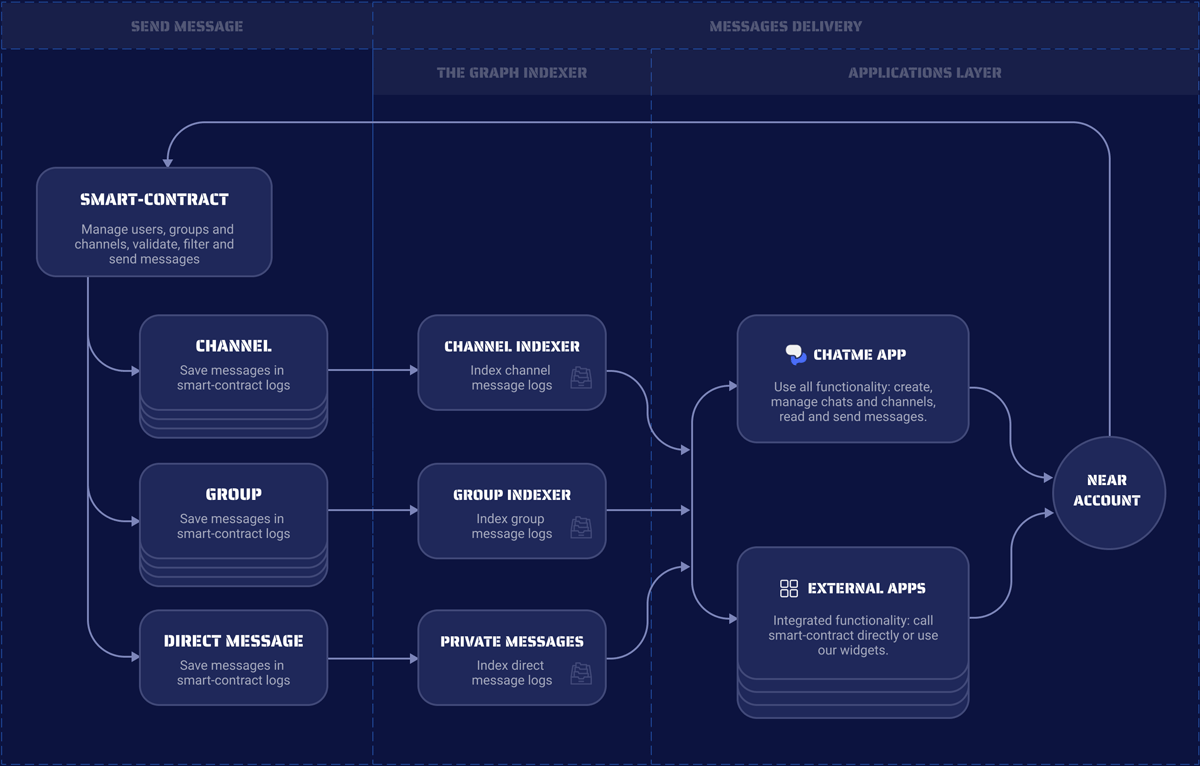 SEND MESSAGE
MESSAGES DELIVERY
THE GRAPH INDEXER
APPLICATIONS LAYER
SMART-CONTRACT
Manage users, groups and
channels, validate, filter and
send messages
CHANNEL
Save messages in
smart-contract logs
CHANNEL INDEXER
Index channel
message logs
CHATME APP
Use all functionality: create,
manage chats and channels,
read and send messages.
GROUP
Save messages in
smart-contract logs
GROUP INDEXER
Index group
message logs
NEAR
ACCOUNT
DIRECT MESSAGE
Save messages in
smart-contract logs
PRIVATE MESSAGES
Index direct
message logs
EXTERNAL APPS
Integrated functionality: call
smart-contract directly or use
our widgets.